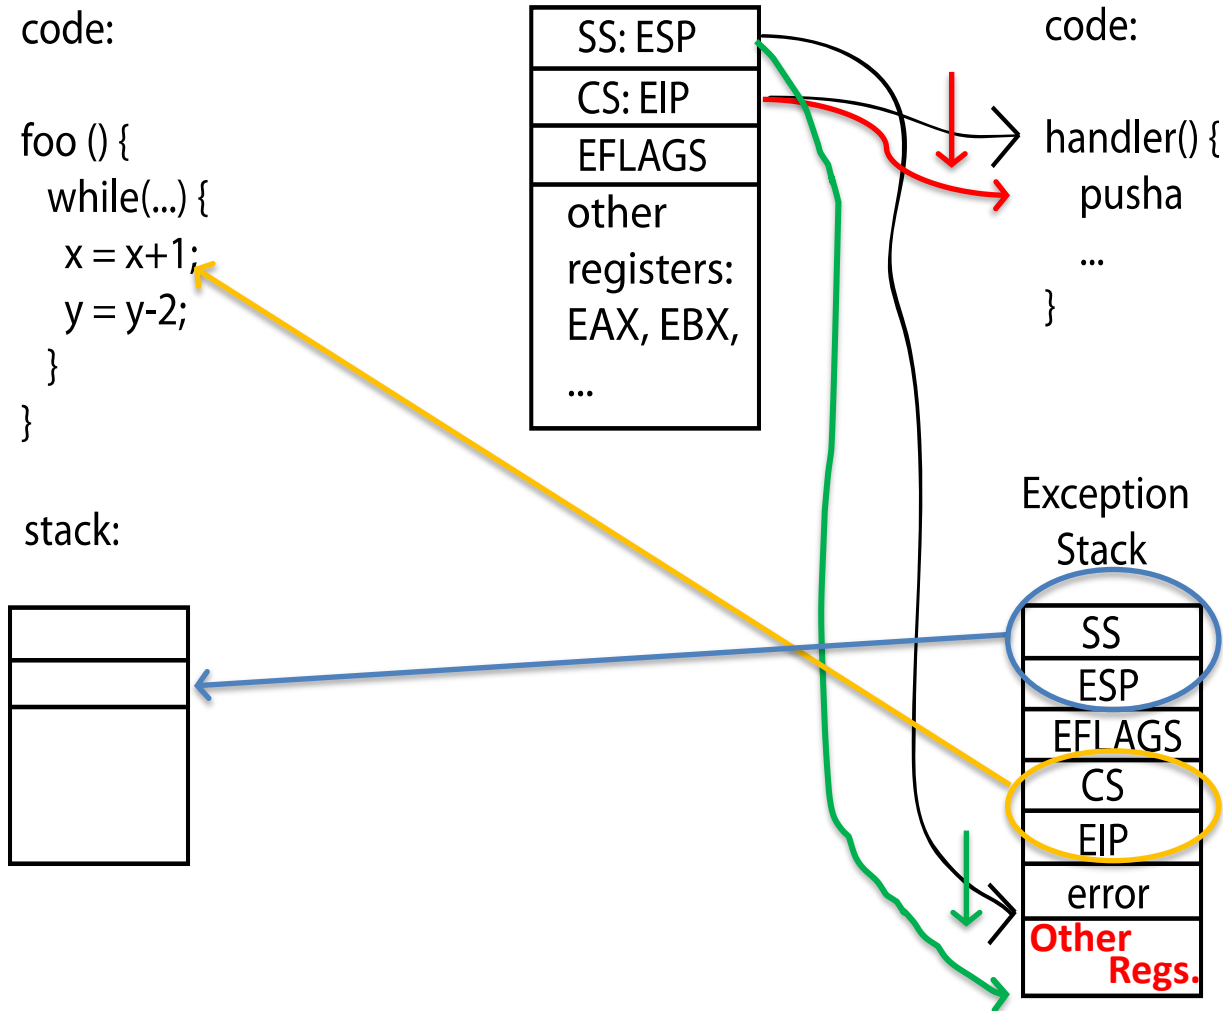 code:
foo () {
while(...) {
x = x+1;
y = y-2;
}
}
stack:
SS: ESP
CS: EIP
EFLAGS
other
registers:
EAX, EBX,
...
code:
handler() {
pusha
...
}
Exception
Stack
SS
ESP
EFLAGS
CS
EIP
error
Other
Regs.